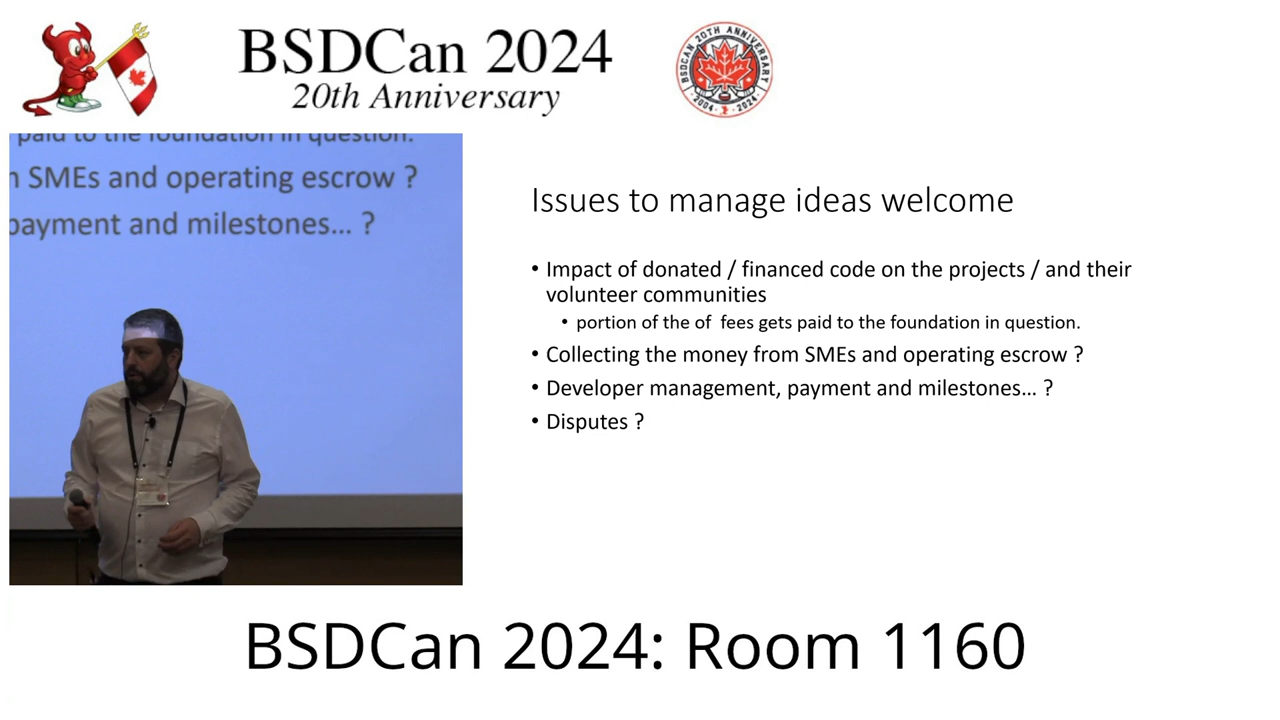 BSDCan 2024
20th Anniversary
BSDCAN 20TH ANNIVERSARY
2004 2024
paid to the foundation in question.
SMEs and operating escrow ?
payment and milestones... ?
Issues to manage ideas welcome
• Impact of donated / financed code on the projects / and their
volunteer communities
• portion of the of fees gets paid to the foundation in question.
• Collecting the money from SMEs and operating escrow ?
• Developer management, payment and milestones... ?
• Disputes ?
BSDCan 2024: Room 1160